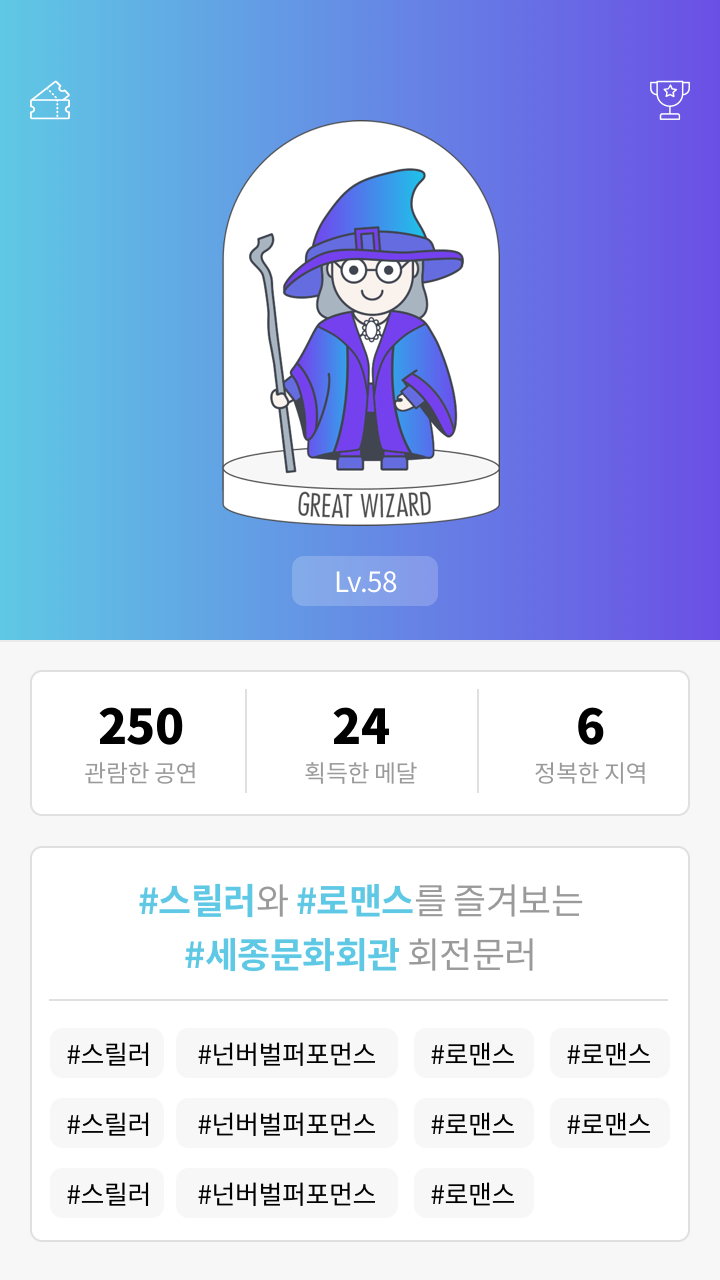 GREAT WIZARD
Lv.58
250 24 6
관람한 공연 획득한 메달 정복한 지역
#스릴러와 #로맨스를 즐겨보는
#세종문화회관 회전문러
#스릴러 #넌버벌퍼포먼스 #로맨스 #로맨스
#스릴러 #넌버벌퍼포먼스 #로맨스 #로맨스
#스릴러 #넌버벌퍼포먼스 #로맨스